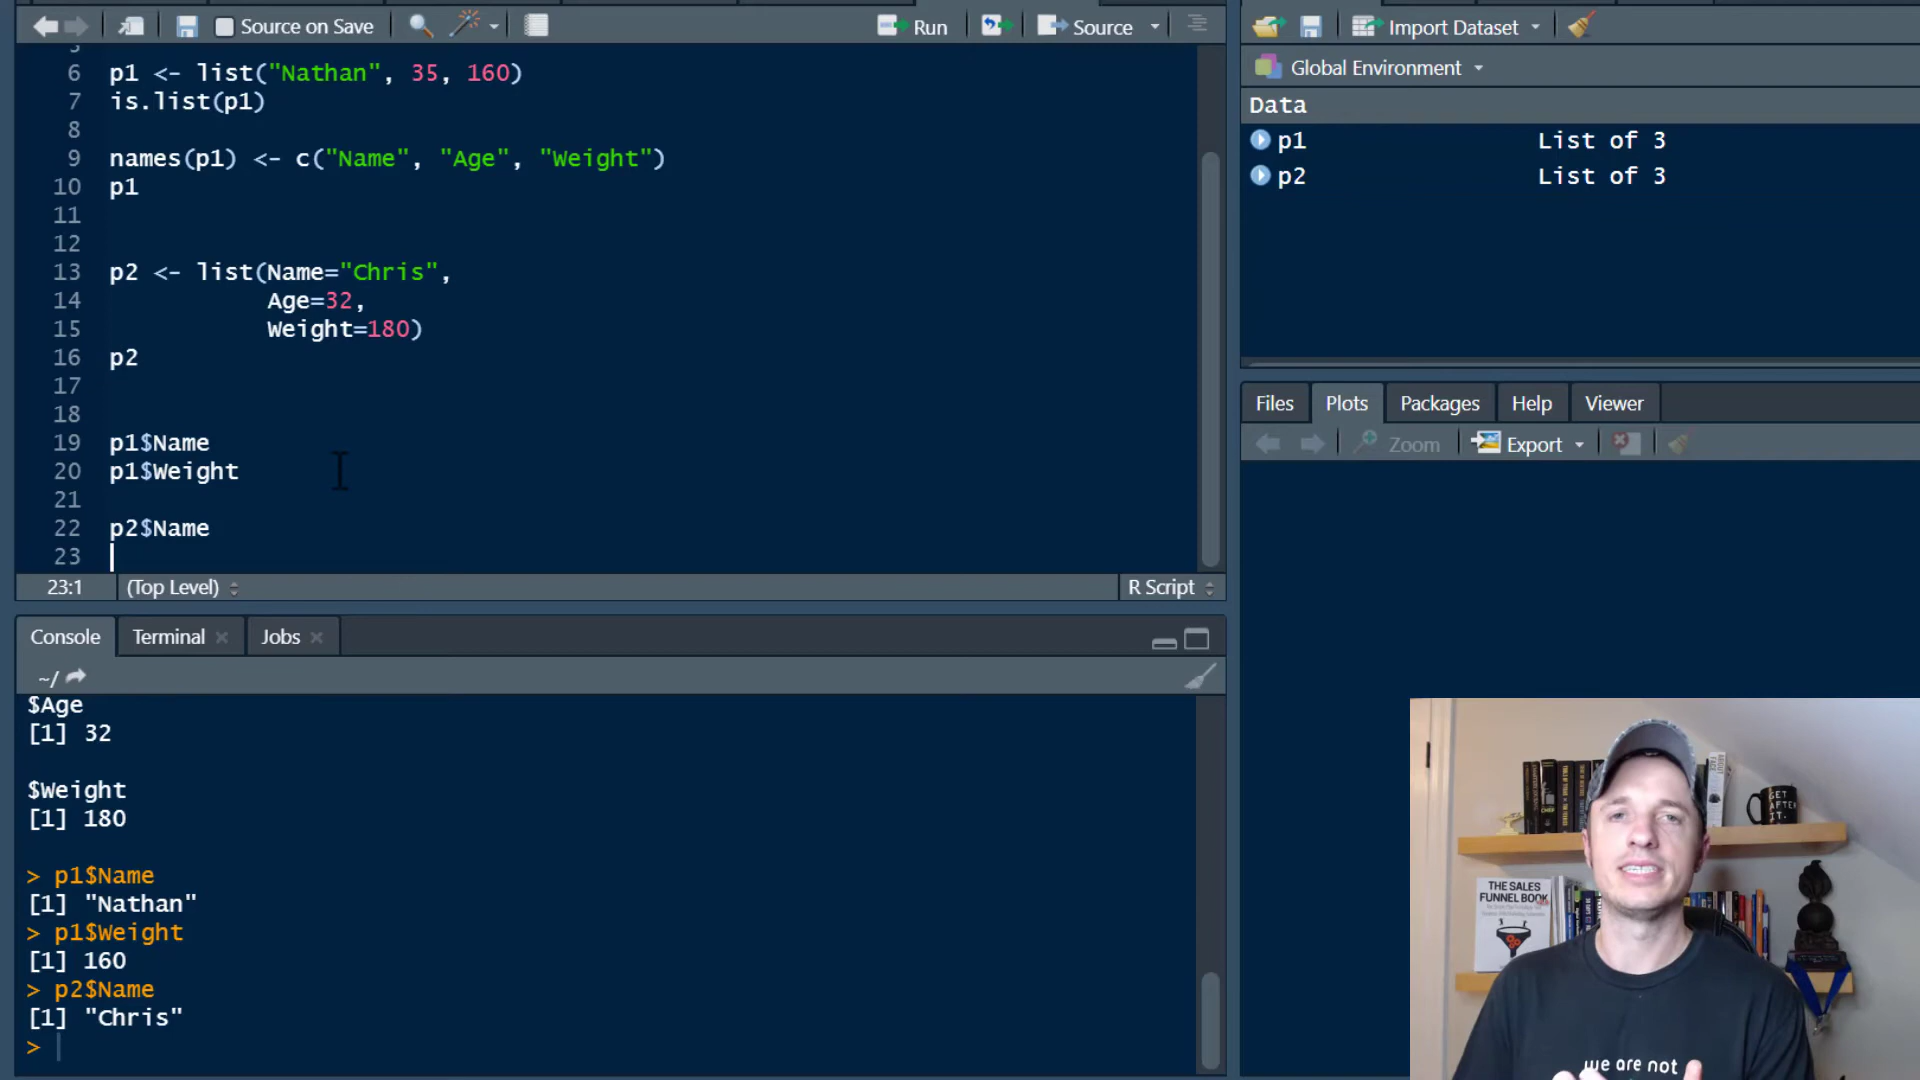 Source on Save
Run
Source
5
6 p1 <- list("Nathan", 35, 160)
7 is.list(p1)
8
9 names(p1) <- c("Name", "Age", "Weight")
10 p1
11
12
13 p2 <- list(Name="Chris",
14 Age=32,
15 Weight=180)
16 p2
17
18
19 p1$Name
20 p1$Weight
21
22 p2$Name
23
23:1 (Top Level) R Script
Console Terminal Jobs
~/
$Age
[1] 32
$Weight
[1] 180
> p1$Name
[1] "Nathan"
> p1$Weight
[1] 160
> p2$Name
[1] "Chris"
>
Import Dataset
Global Environment
Data
p1 List of 3
p2 List of 3
Files Plots Packages Help Viewer
Zoom Export
GET
AFTER
IT.
THE SALES
FUNNEL BOOK
we are not